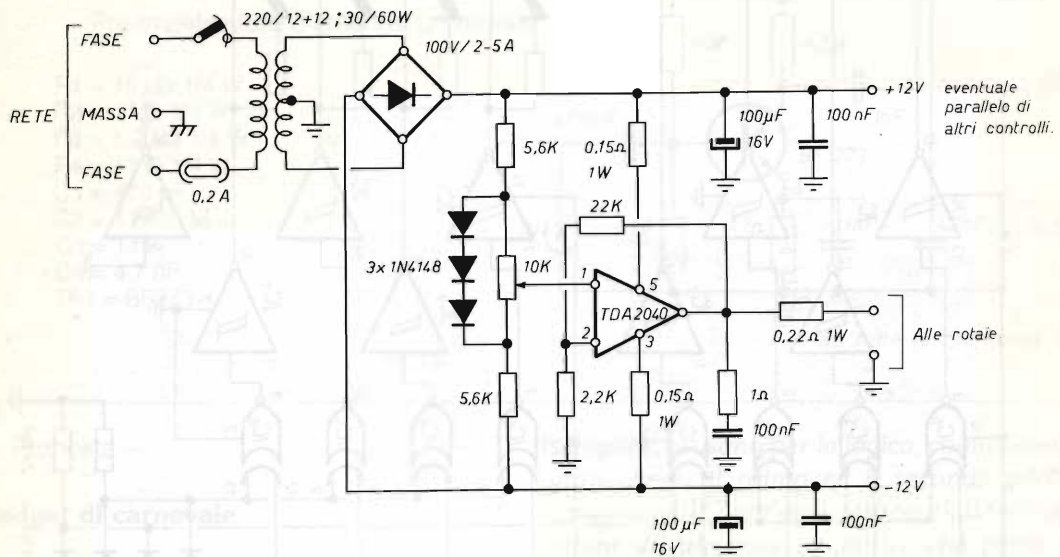 220/12+12 ; 30/60W
FASE
100V/2-5A
RETE
MASSA
FASE
0,2 A
+12V
eventuale
parallelo di
altri controlli.
5,6K
0,15Ω
1W
100µF
16V
100 nF
22K
3x 1N4148
10K
1
5
TDA2040
2
3
0,22Ω 1W
Alle rotaie
5,6K
2,2K
0,15Ω
1W
1Ω
100nF
-12V
100µF
16V
100nF
di carnevale